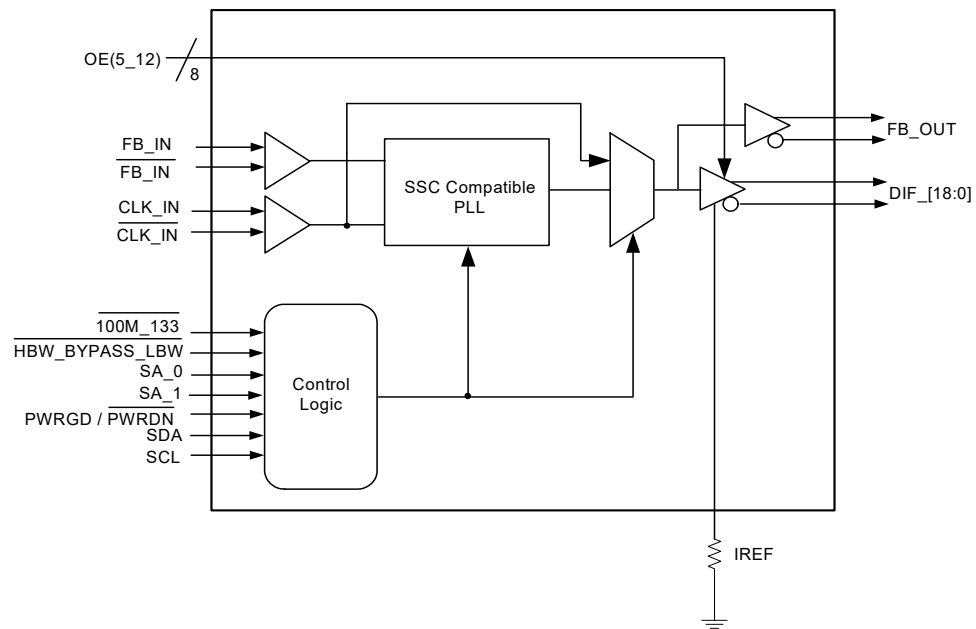 OE(5_12)
8
FB_IN
FB_IN
CLK_IN
CLK_IN
SSC Compatible
PLL
FB_OUT
DIF_[18:0]
100M_133
HBW_BYPASS_LBW
SA_0
SA_1
PWRGD / PWRDN
SDA
SCL
Control
Logic
IREF